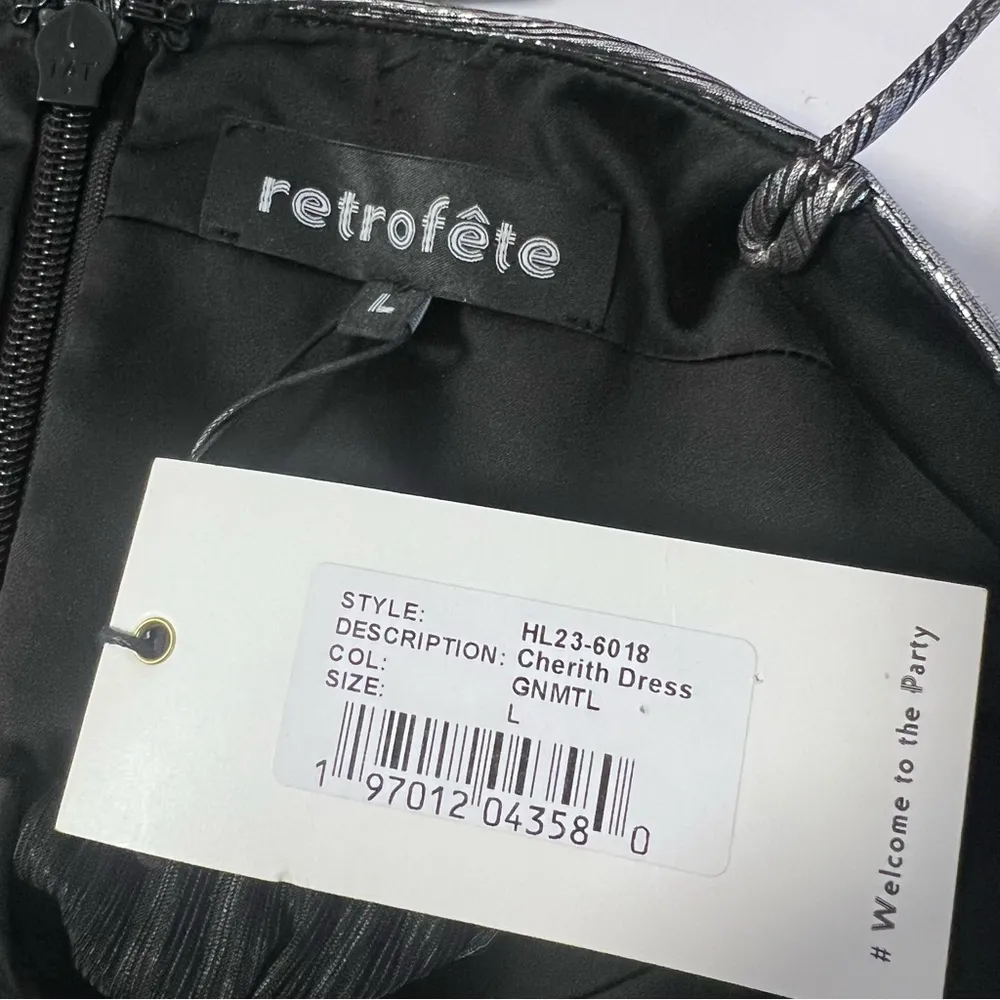 retrofête
L
STYLE: HL23-6018
DESCRIPTION: Cherith Dress
COL: GNMTL
SIZE: L
1 97012 04358 0
# Welcome to the Party